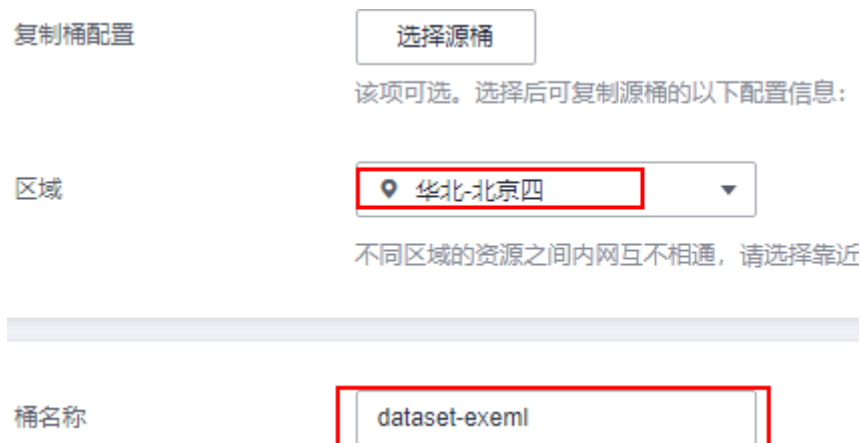 复制桶配置
选择源桶
该项可选。选择后可复制源桶的以下配置信息：
区域
华北-北京四
不同区域的资源之间内网互不相通，请选择靠近
桶名称
dataset-exeml